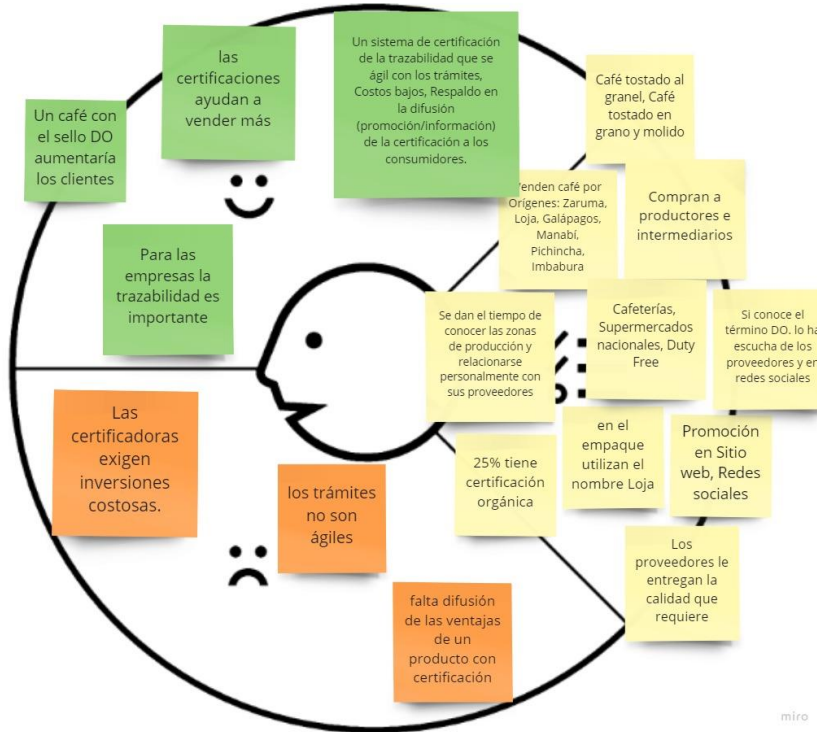 Un café con
el sello DO
aumentaría
los clientes
las
certificaciones
ayudan a
vender más
Un sistema de certificación
de la trazabilidad que se
ágil con los trámites,
Costos bajos, Respaldo en
la difusión
(promoción/información)
de la certificación a los
consumidores.
Para las
empresas la
trazabilidad es
importante
Café tostado al
granel, Café
tostado en
grano y molido
enden café por
Orígenes: Zaruma,
Loja, Galápagos,
Manabí,
Pichincha,
Imbabura
Compran a
productores e
intermediarios
Se dan el tiempo de
conocer las zonas
de producción y
relacionarse
personalmente con
sus proveedores
Cafeterías,
Supermercados
nacionales, Duty
Free
Si conoce el
término DO. lo ha
escucha de los
proveedores y en
redes sociales
25% tiene
certificación
orgánica
en el
empaque
utilizan el
nombre Loja
Promoción
en Sitio
web, Redes
sociales
Los
proveedores le
entregan la
calidad que
requiere
Las
certificadoras
exigen
inversiones
costosas.
los trámites
no son
ágiles
falta difusión
de las ventajas
de un
producto con
certificación
miro